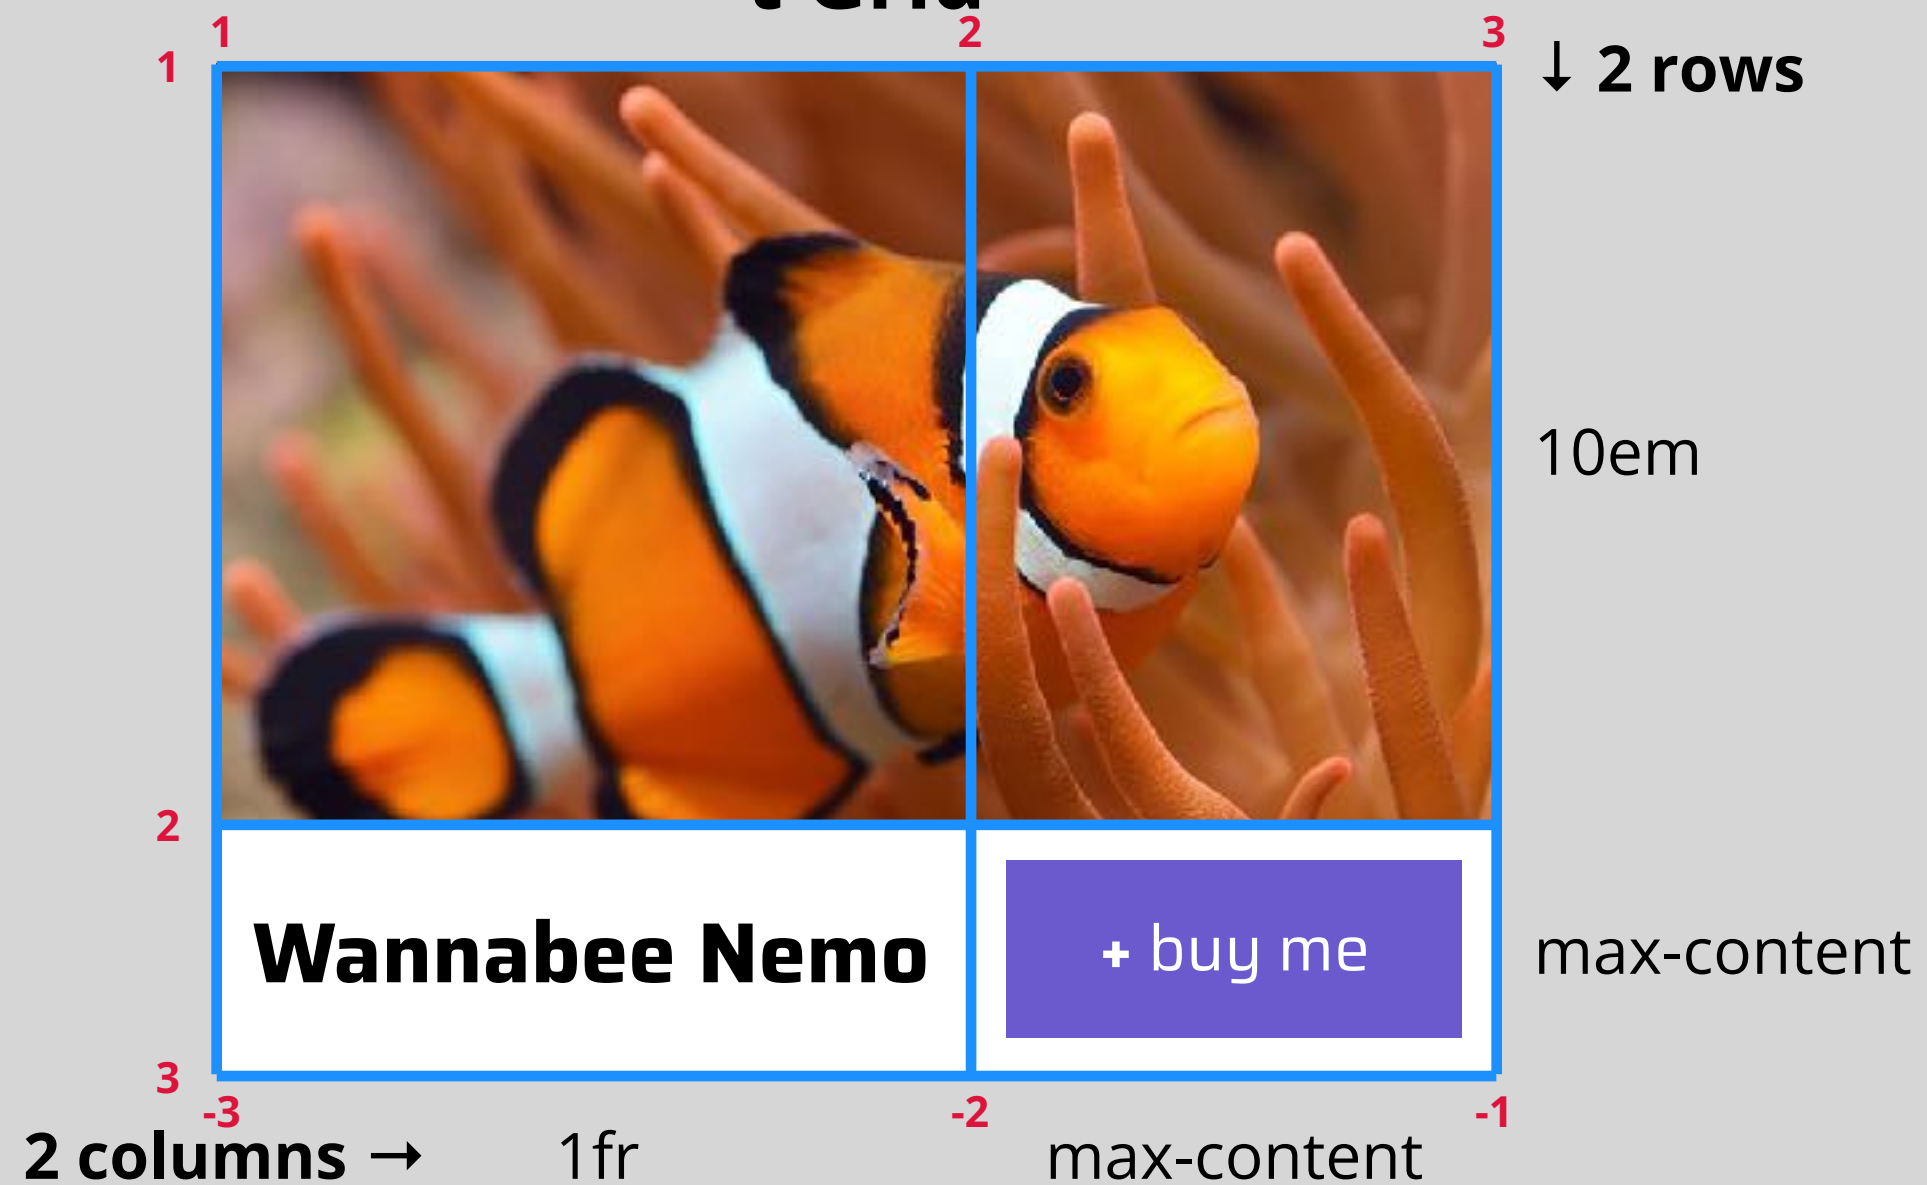 1 2 3
1
↓ 2 rows
10em
2
Wannabee Nemo
+ buy me
max-content
3
-3 -2 -1
2 columns → 1fr max-content